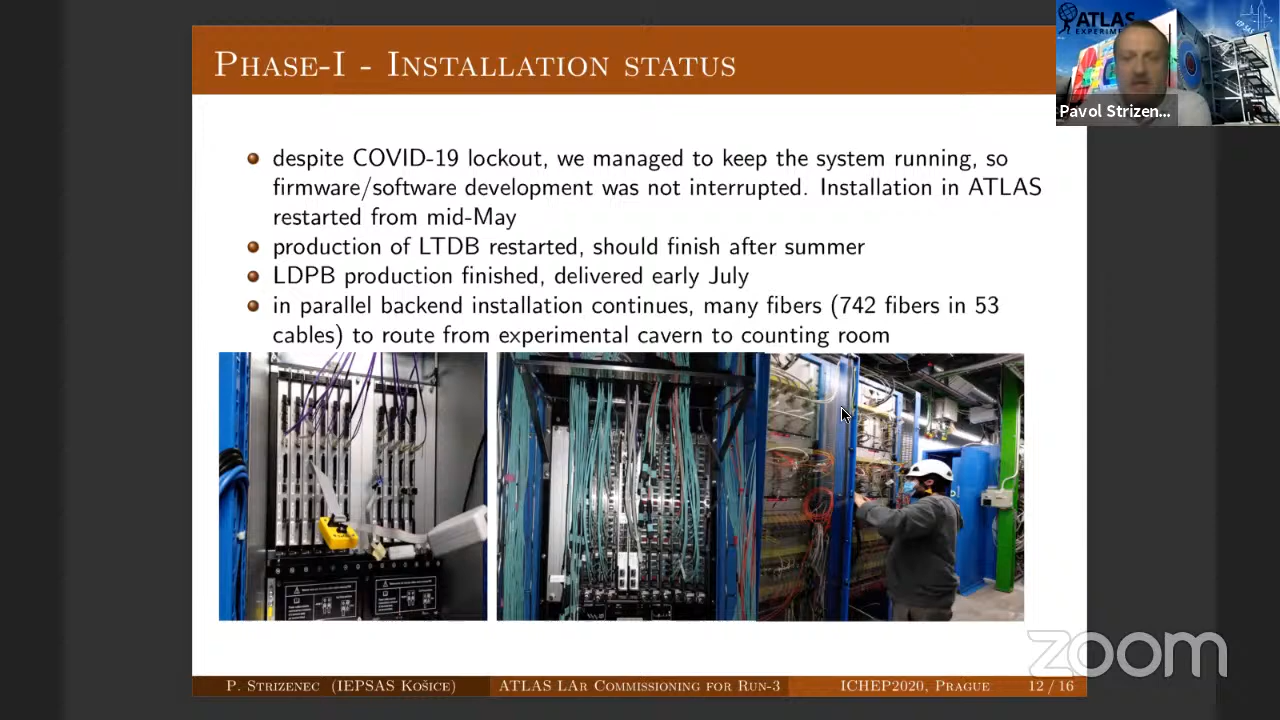 Phase-I - Installation status
ATLAS
EXPERIMENT
Pavol Strizen...
despite COVID-19 lockout, we managed to keep the system running, so
firmware/software development was not interrupted. Installation in ATLAS
restarted from mid-May
production of LTDB restarted, should finish after summer
LDPB production finished, delivered early July
in parallel backend installation continues, many fibers (742 fibers in 53
cables) to route from experimental cavern to counting room
zoom
P. Strizenec (IEPSAS Košice) ATLAS LAr Commissioning for Run-3 ICHEP2020, Prague 12 / 16